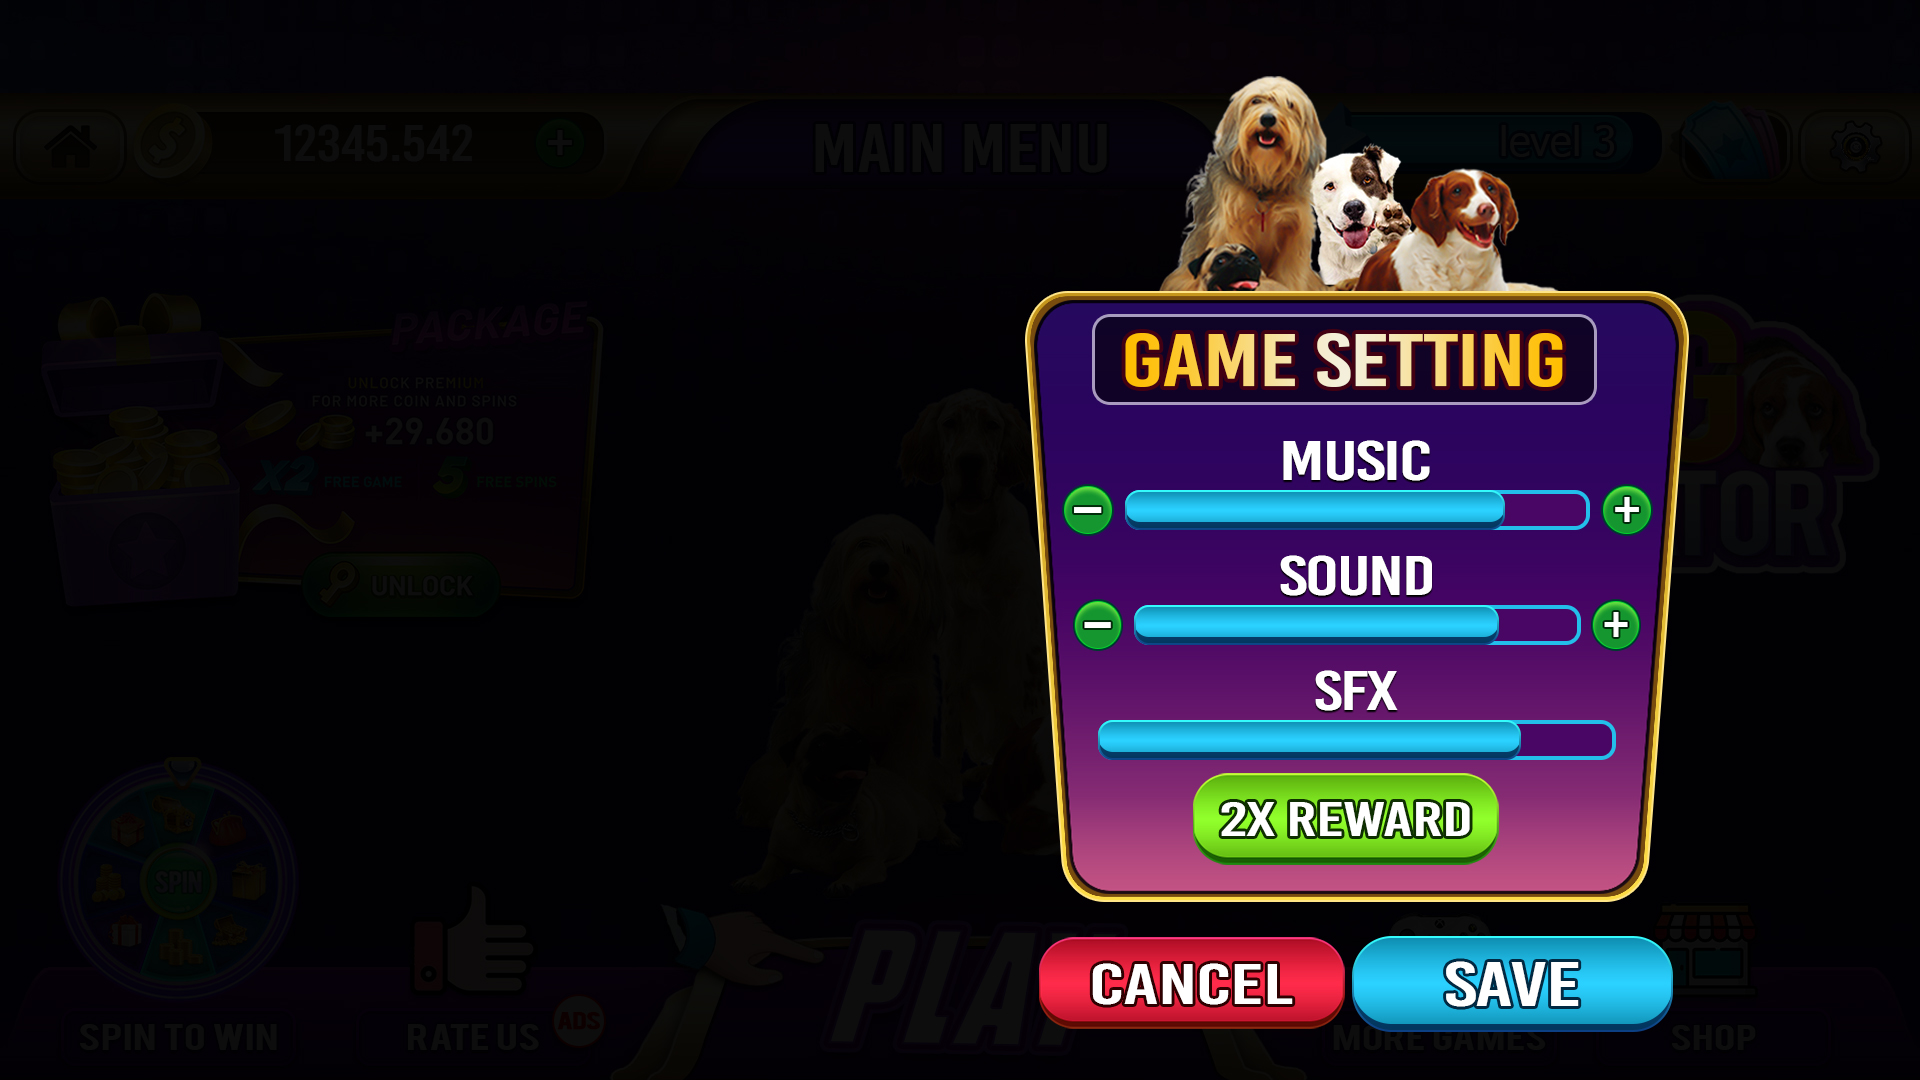 12345.542
MAIN MENU
level 3
PACKAGE
UNLOCK PREMIUM
FOR MORE COIN AND SPINS
+29.680
X2 FREE GAME 5 FREE SPINS
UNLOCK
GAME SETTING
MUSIC
SOUND
SFX
2X REWARD
G
TOR
SPIN
PLAY
CANCEL
SAVE
SPIN TO WIN
RATE US
ADS
MORE GAMES
SHOP